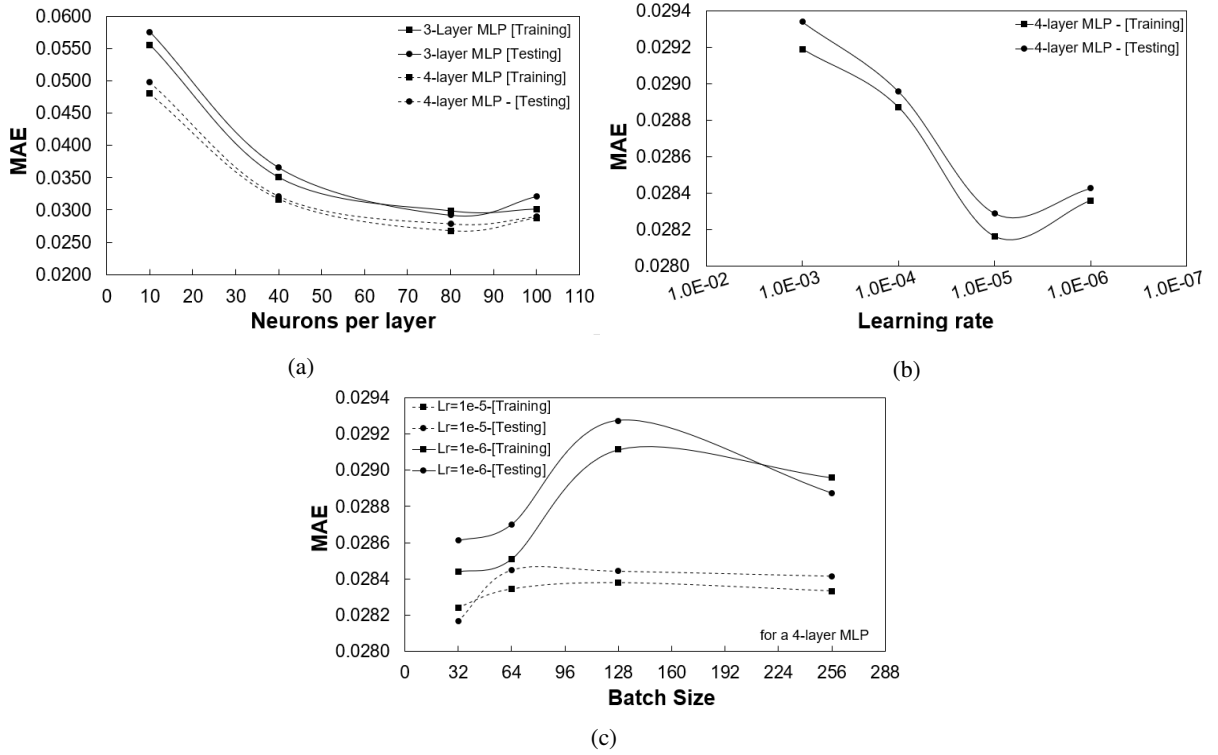 0.0600
0.0550
0.0500
0.0450
0.0400
0.0350
0.0300
0.0250
0.0200
MAE
3-Layer MLP [Training]
3-Layer MLP [Testing]
4-layer MLP [Training]
4-layer MLP - [Testing]
0 10 20 30 40 50 60 70 80 90 100 110
Neurons per layer
(a)
0.0294
0.0292
0.0290
0.0288
0.0286
0.0284
0.0282
0.0280
MAE
4-layer MLP - [Training]
4-layer MLP - [Testing]
1.0E-02 1.0E-03 1.0E-04 1.0E-05 1.0E-06 1.0E-07
Learning rate
(b)
0.0294
0.0292
0.0290
0.0288
0.0286
0.0284
0.0282
0.0280
MAE
Lr=1e-5-[Training]
Lr=1e-5-[Testing]
Lr=1e-6-[Training]
Lr=1e-6-[Testing]
for a 4-layer MLP
0 32 64 96 128 160 192 224 256 288
Batch Size
(c)